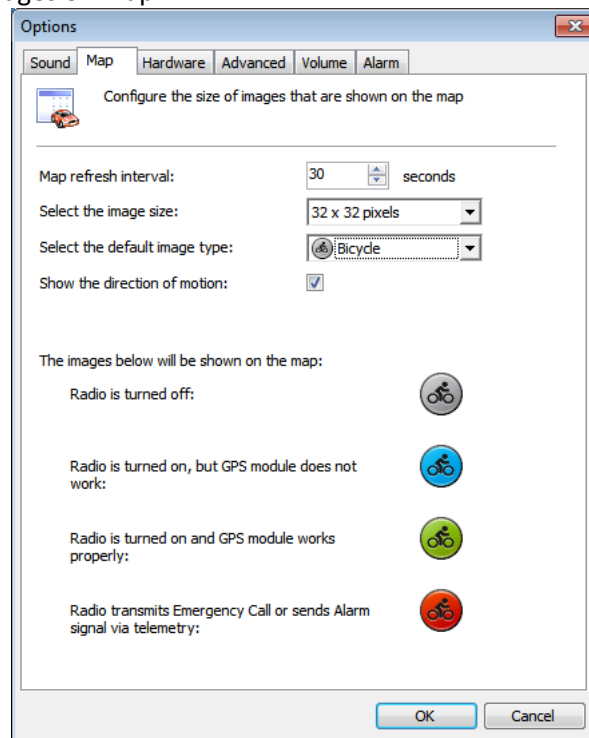 Options
Sound Map Hardware Advanced Volume Alarm
Configure the size of images that are shown on the map
Map refresh interval: 30 seconds
Select the image size: 32 x 32 pixels
Select the default image type: Bicycle
Show the direction of motion:
The images below will be shown on the map:
Radio is turned off:
Radio is turned on, but GPS module does not
work:
Radio is turned on and GPS module works
properly:
Radio transmits Emergency Call or sends Alarm
signal via telemetry:
OK Cancel